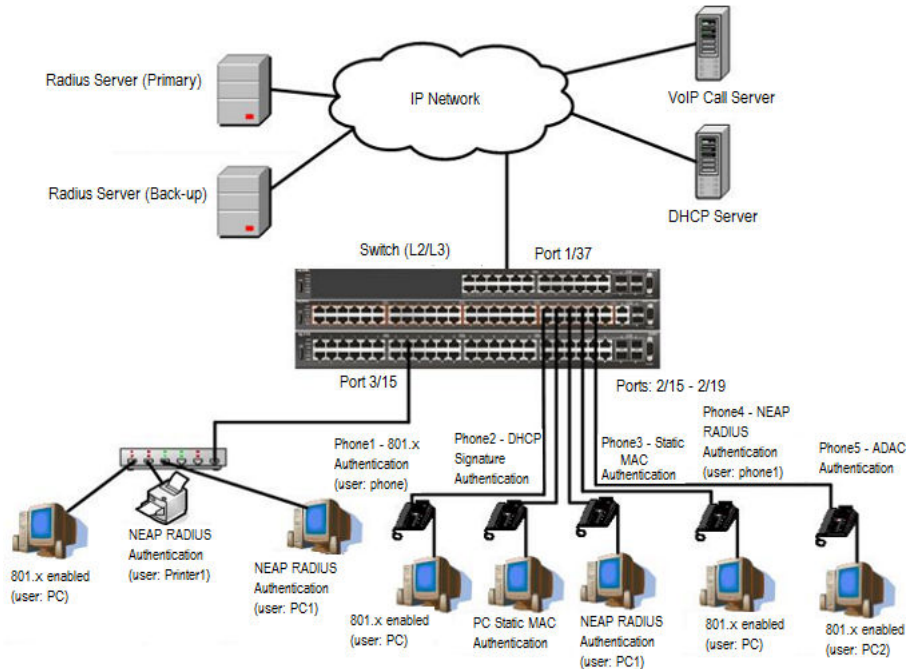 Radius Server (Primary)
IP Network
VoIP Call Server
Radius Server (Back-up)
DHCP Server
Switch (L2/L3)
Port 1/37
Port 3/15
Ports: 2/15 - 2/19
Phone1 - 801.x
Authentication
(user: phone)
Phone2 - DHCP
Signature
Authentication
Phone3 - Static
MAC
Authentication
Phone4 - NEAP
RADIUS
Authentication
(user: phone1)
Phone5 - ADAC
Authentication
801.x enabled
(user: PC)
NEAP RADIUS
Authentication
(user: Printer1)
NEAP RADIUS
Authentication
(user: PC1)
801.x enabled
(user: PC)
PC Static MAC
Authentication
NEAP RADIUS
Authentication
(user: PC1)
801.x enabled
(user: PC)
801.x enabled
(user: PC2)